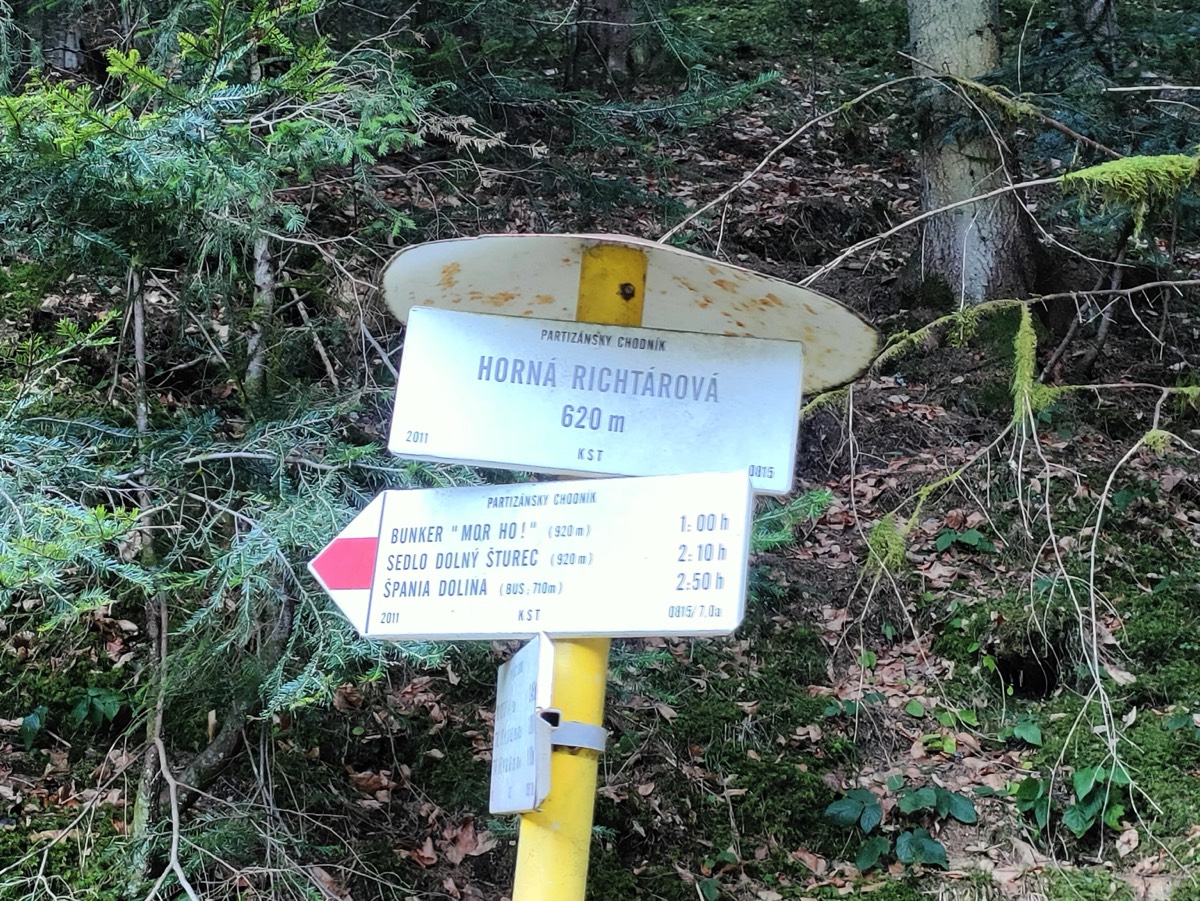 PARTIZÁNSKY CHODNÍK
HORNÁ RICHTÁROVÁ
620 m
2011 KST 0815
PARTIZÁNSKY CHODNÍK
BUNKER "MOR HO!" (920 m) 1:00 h
SEDLO DOLNÝ ŠTUREC (920 m) 2:10 h
ŠPANIA DOLINA (BUS; 710m) 2:50 h
2011 KST 0815/7,0a